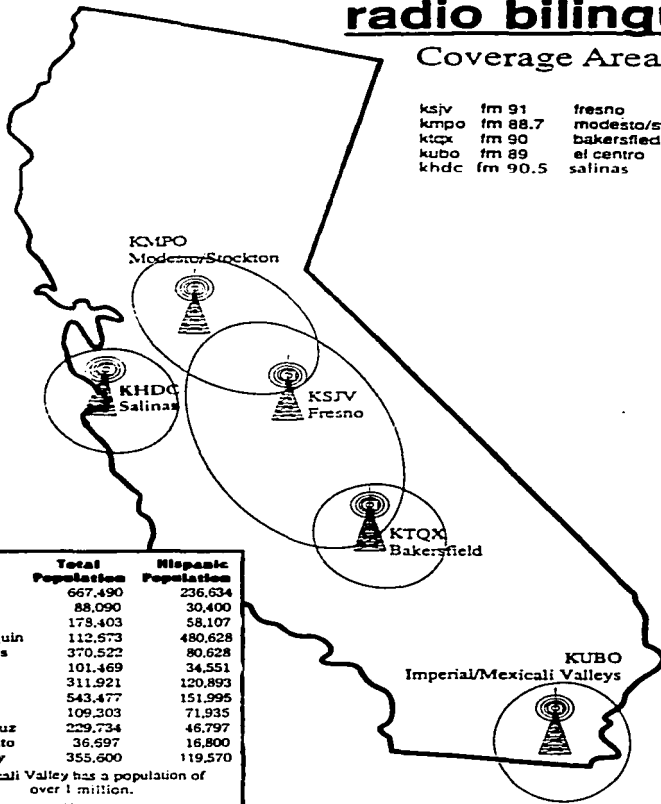 radio bilingu
Coverage Area
ksjv fm 91 fresno
kmpo fm 88.7 modesto/s
ktqx fm 90 bakersfied
kubo fm 89 el centro
khdc fm 90.5 salinas
KMPO
Modesto/Stockton
KHDC
Salinas
KSJV
Fresno
KTQX
Bakersfield
KUBO
Imperial/Mexicali Valleys
Total Hispanic
Population Population
667,490 236,634
88,090 30,400
178,403 58,107
quin 112,573 480,628
s 370,522 80,628
101,469 34,551
311,921 120,893
543,477 151,995
109,303 71,935
uz 229,734 46,797
to 36,697 16,800
y 355,600 119,570
cali Valley has a population of
over 1 million.